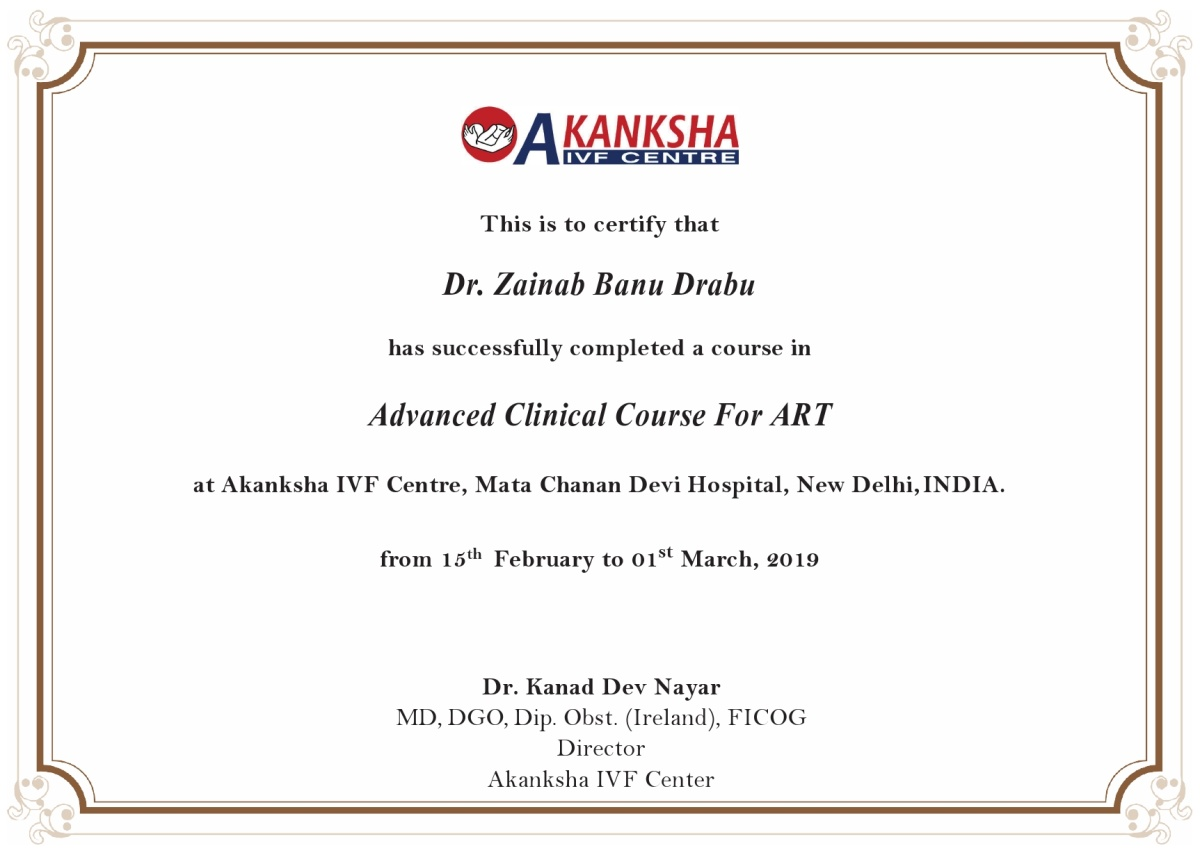 AKANKSHA
IVF CENTRE
This is to certify that
Dr. Zainab Banu Drabu
has successfully completed a course in
Advanced Clinical Course For ART
at Akanksha IVF Centre, Mata Chanan Devi Hospital, New Delhi, INDIA.
from 15th February to 01st March, 2019
Dr. Kanad Dev Nayar
MD, DGO, Dip. Obst. (Ireland), FICOG
Director
Akanksha IVF Center